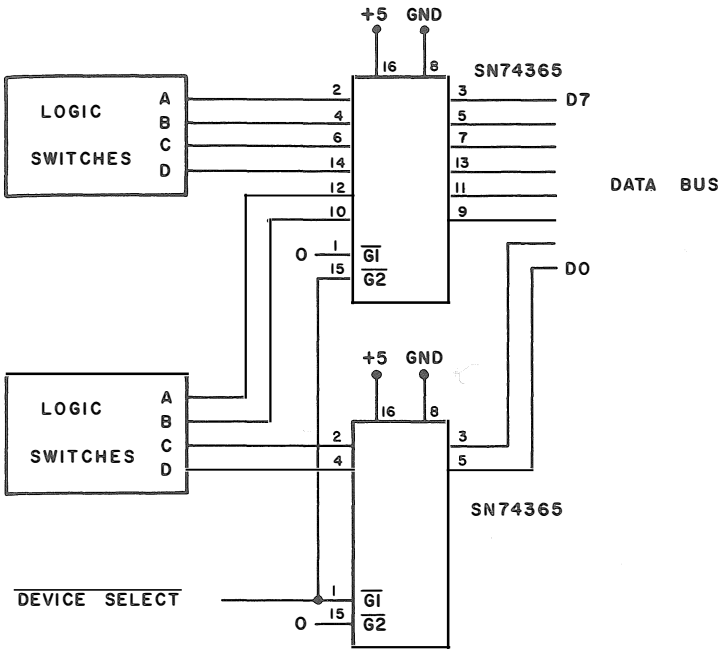 +5 GND
16 8 SN74365
LOGIC SWITCHES A B C D
2 3 D7
4 5
6 7
14 13
12 11
10 9
DATA BUS
0 1 G1
15 G2
D0
+5 GND
16 8
LOGIC SWITCHES A B C D
2 3
4 5
SN74365
DEVICE SELECT
1 G1
0 15 G2